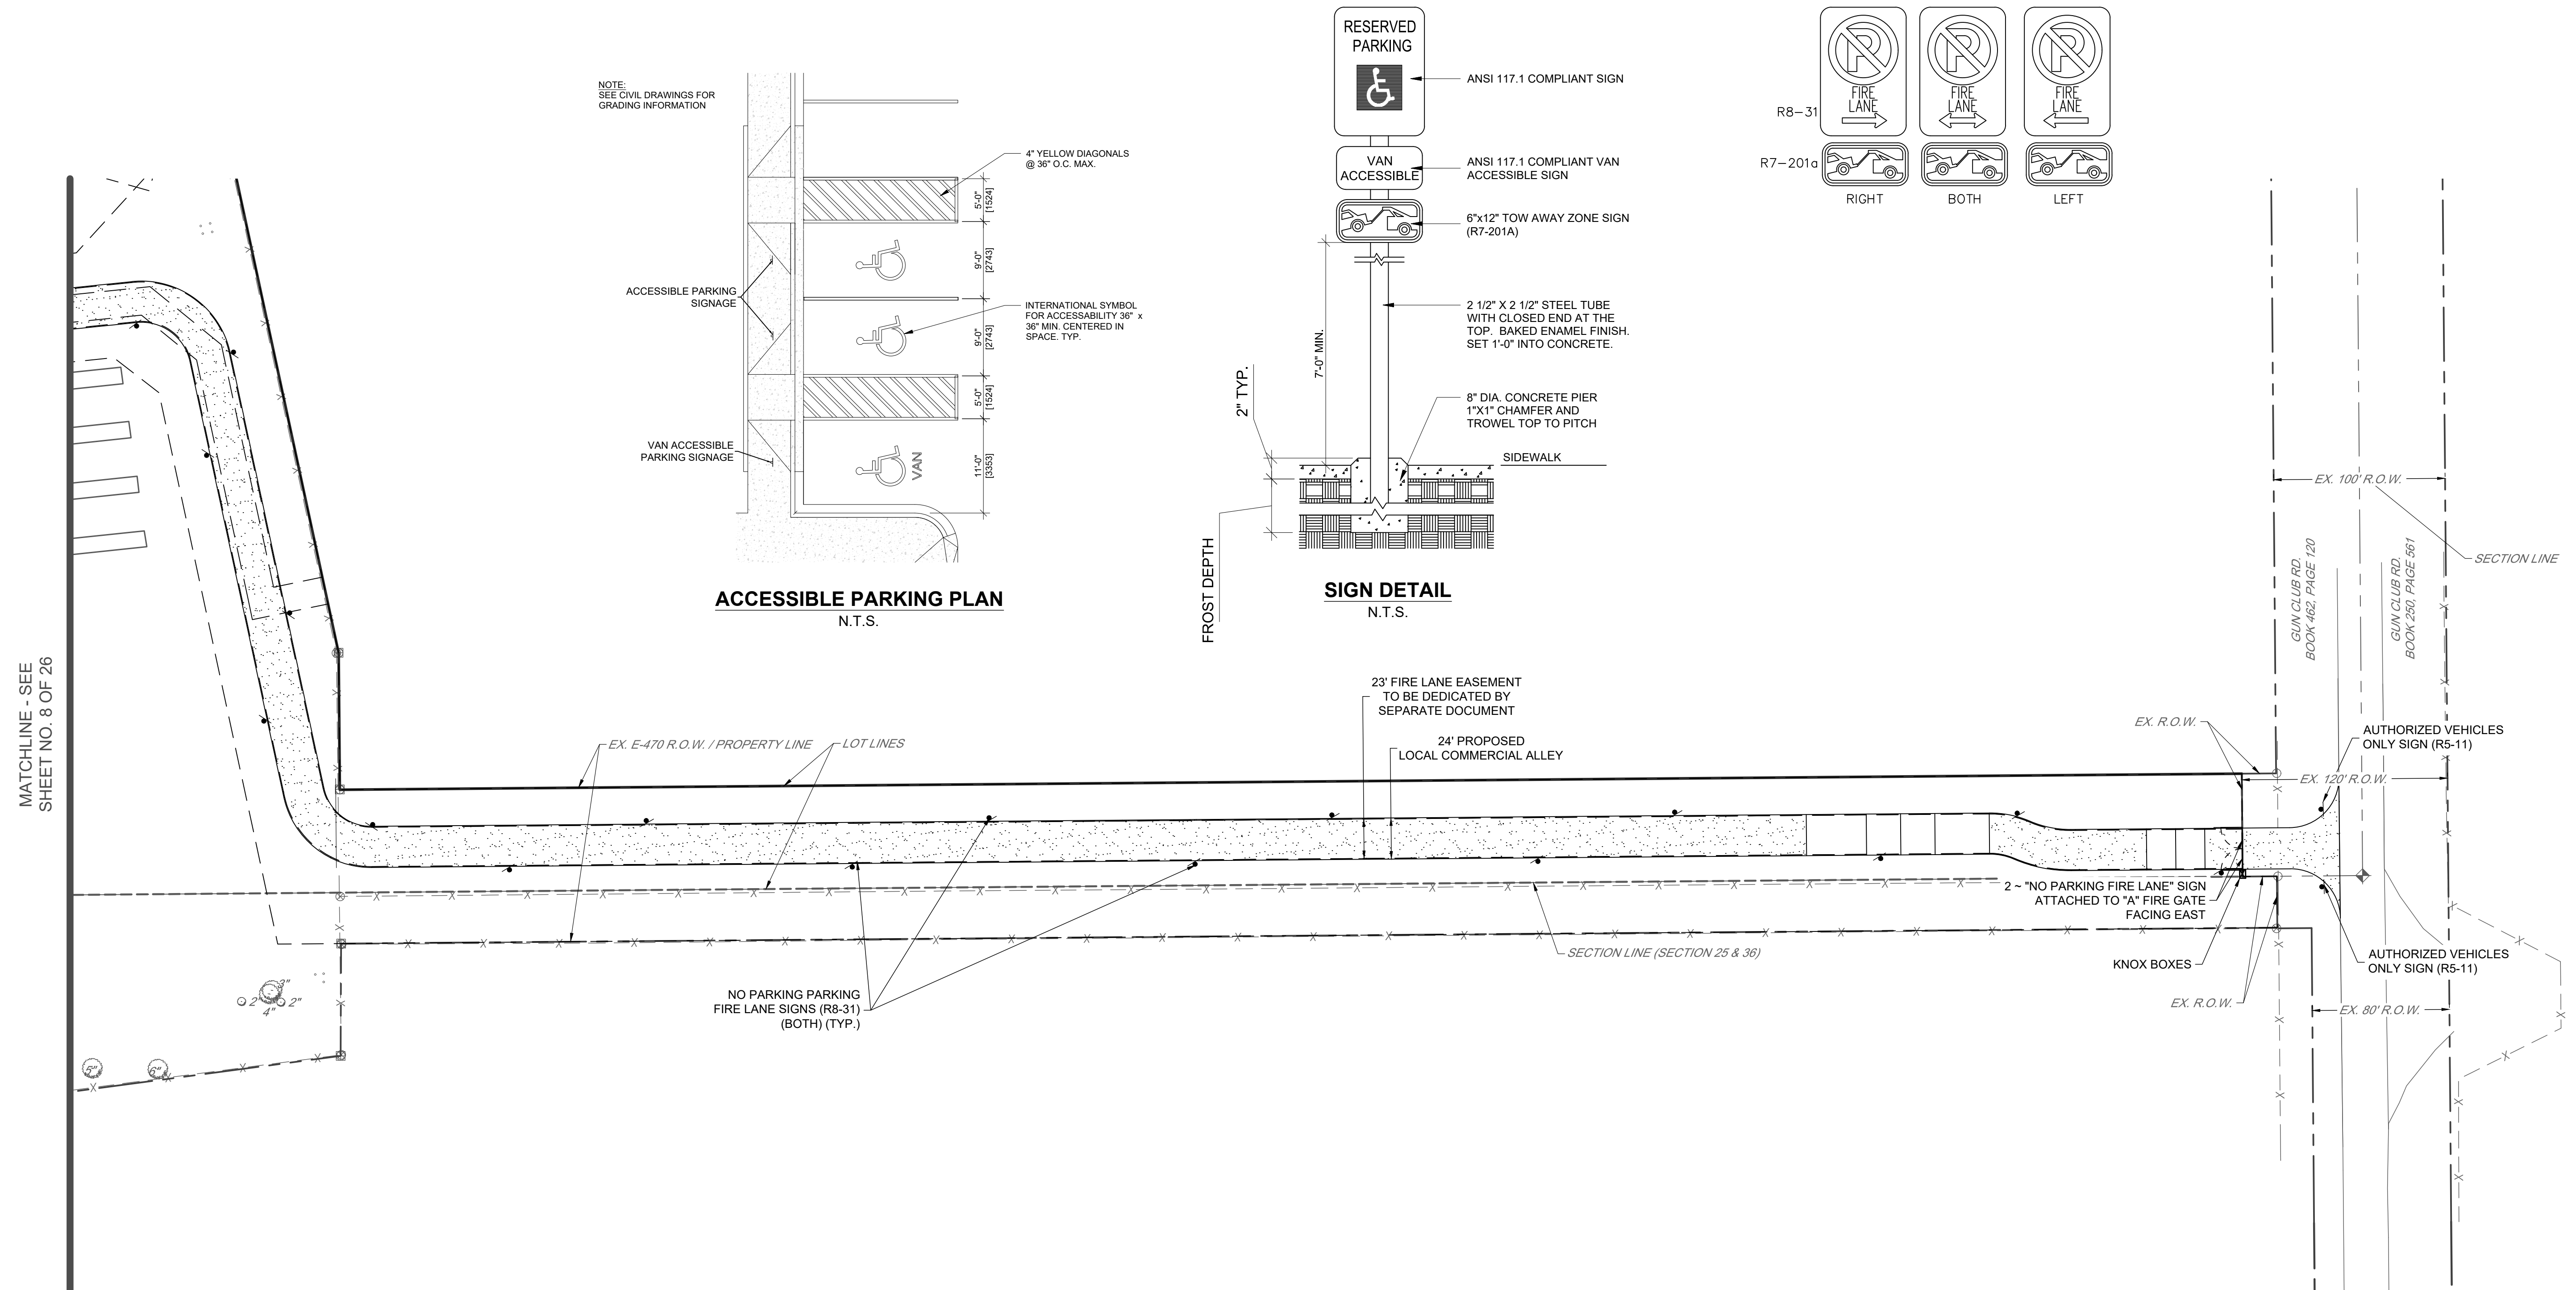 NOTE:
SEE CIVIL DRAWINGS FOR
GRADING INFORMATION
4" YELLOW DIAGONALS
@ 36" O.C. MAX.
5'-0"
[1524]
9'-0"
[2743]
ACCESSIBLE PARKING
SIGNAGE
INTERNATIONAL SYMBOL
FOR ACCESSABILITY 36" x
36" MIN. CENTERED IN
SPACE. TYP.
9'-0"
[2743]
5'-0"
[1524]
VAN ACCESSIBLE
PARKING SIGNAGE
VAN
11'-0"
[3353]
ACCESSIBLE PARKING PLAN
N.T.S.
RESERVED
PARKING
ANSI 117.1 COMPLIANT SIGN
VAN
ACCESSIBLE
ANSI 117.1 COMPLIANT VAN
ACCESSIBLE SIGN
6"x12" TOW AWAY ZONE SIGN
(R7-201A)
7'-0" MIN.
2 1/2" X 2 1/2" STEEL TUBE
WITH CLOSED END AT THE
TOP. BAKED ENAMEL FINISH.
SET 1'-0" INTO CONCRETE.
2" TYP.
8" DIA. CONCRETE PIER
1"X1" CHAMFER AND
TROWEL TOP TO PITCH
SIDEWALK
FROST DEPTH
SIGN DETAIL
N.T.S.
P
FIRE
LANE
P
FIRE
LANE
P
FIRE
LANE
R8-31
R7-201a
RIGHT
BOTH
LEFT
EX. 100' R.O.W.
SECTION LINE
GUN CLUB RD.
BOOK 462, PAGE 120
GUN CLUB RD.
BOOK 250, PAGE 561
MATCHLINE - SEE
SHEET NO. 8 OF 26
23' FIRE LANE EASEMENT
TO BE DEDICATED BY
SEPARATE DOCUMENT
24' PROPOSED
LOCAL COMMERCIAL ALLEY
EX. E-470 R.O.W. / PROPERTY LINE
LOT LINES
EX. R.O.W.
AUTHORIZED VEHICLES
ONLY SIGN (R5-11)
EX. 120' R.O.W.
2 ~ "NO PARKING FIRE LANE" SIGN
ATTACHED TO "A" FIRE GATE
FACING EAST
SECTION LINE (SECTION 25 & 36)
KNOX BOXES
AUTHORIZED VEHICLES
ONLY SIGN (R5-11)
EX. R.O.W.
EX. 80' R.O.W.
NO PARKING PARKING
FIRE LANE SIGNS (R8-31)
(BOTH) (TYP.)
3"
2"
2"
4"
5"
6"